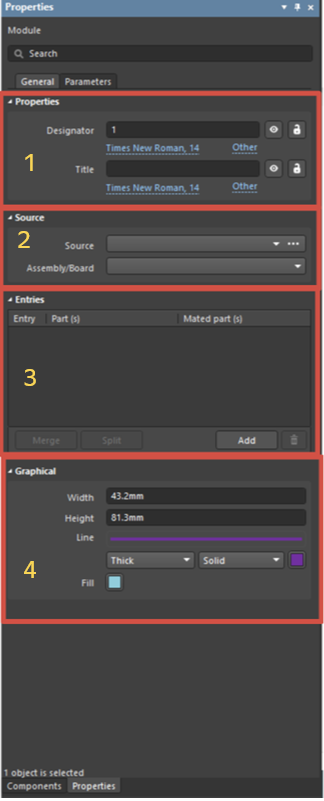 Properties
Module
Search
General Parameters
Properties
1
Designator 1
Times New Roman, 14 Other
Title
Times New Roman, 14 Other
Source
2
Source
Assembly/Board
Entries
Entry Part (s) Mated part (s)
3
Merge Split Add
Graphical
Width 43.2mm
Height 81.3mm
Line
4
Thick Solid
Fill
1 object is selected
Components Properties